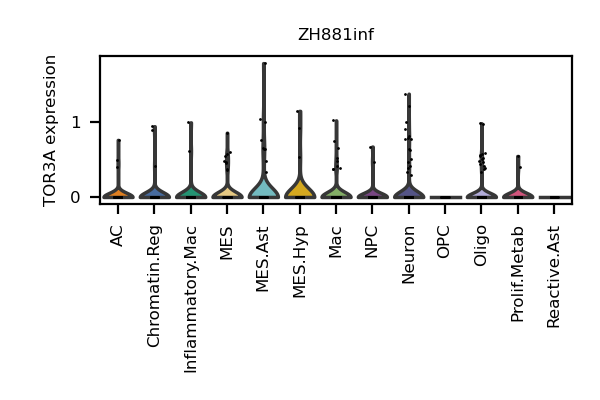 ZH881inf
TOR3A expression
1
0
AC
Chromatin.Reg
Inflammatory.Mac
MES
MES.Ast
MES.Hyp
Mac
NPC
Neuron
OPC
Oligo
Prolif.Metab
Reactive.Ast